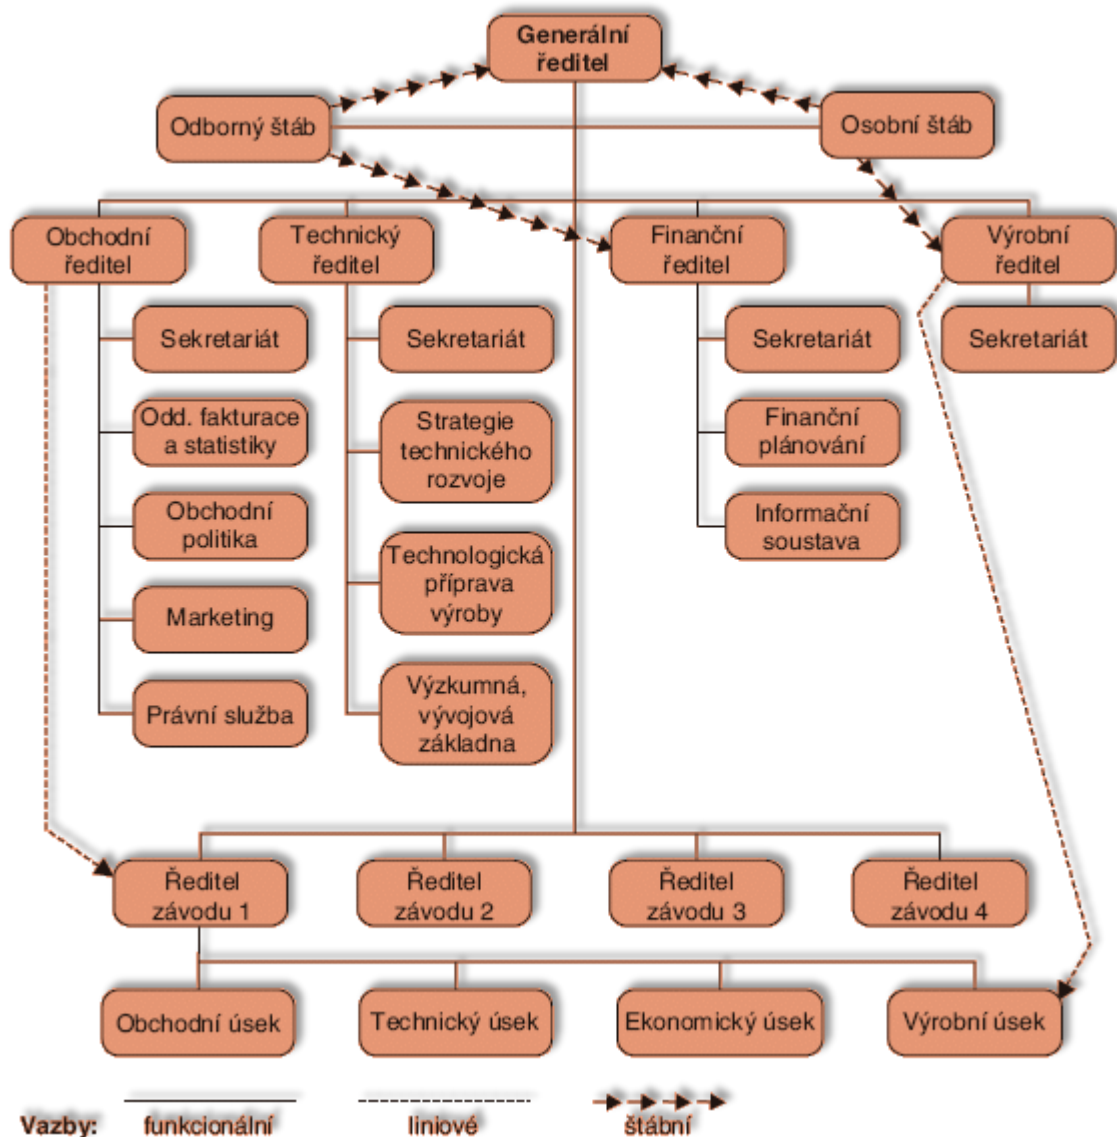 Generální
ředitel
Odborný štáb
Osobní štáb
Obchodní
ředitel
Technický
ředitel
Finanční
ředitel
Výrobní
ředitel
Sekretariát
Sekretariát
Sekretariát
Sekretariát
Odd. fakturace
a statistiky
Strategie
technického
rozvoje
Finanční
plánování
Obchodní
politika
Technologická
příprava
výroby
Informační
soustava
Marketing
Právní služba
Výzkumná,
vývojová
základna
Ředitel
závodu 1
Ředitel
závodu 2
Ředitel
závodu 3
Ředitel
závodu 4
Obchodní úsek
Technický úsek
Ekonomický úsek
Výrobní úsek
Vazby: funkcionální liniové štábní